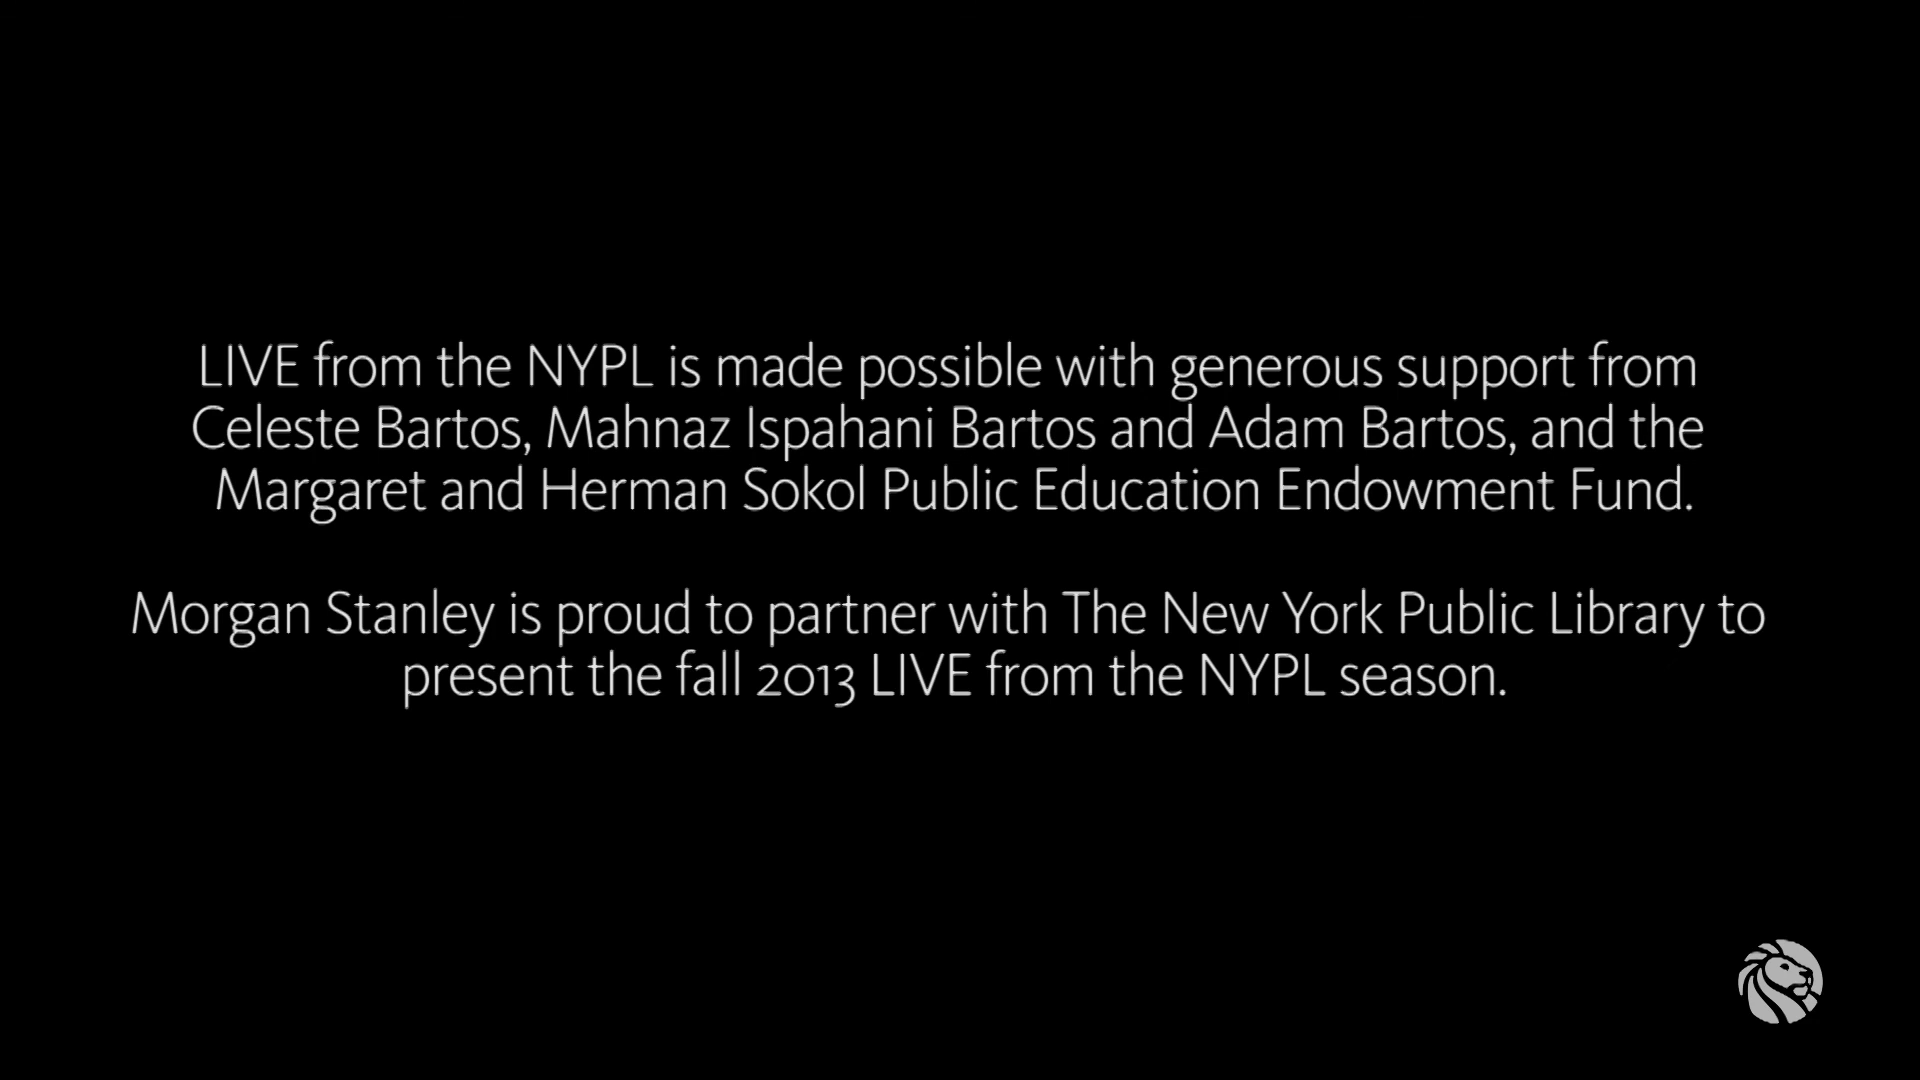 LIVE from the NYPL is made possible with generous support from
Celeste Bartos, Mahnaz Ispahani Bartos and Adam Bartos, and the
Margaret and Herman Sokol Public Education Endowment Fund.
Morgan Stanley is proud to partner with The New York Public Library to
present the fall 2013 LIVE from the NYPL season.